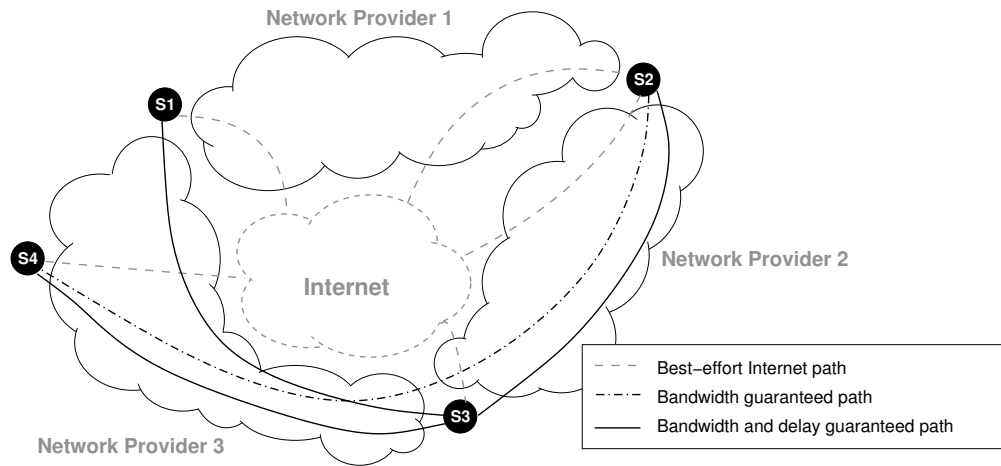 Network Provider 1
S1
S2
S4
Internet
Network Provider 2
S3
Network Provider 3
Best−effort Internet path
Bandwidth guaranteed path
Bandwidth and delay guaranteed path